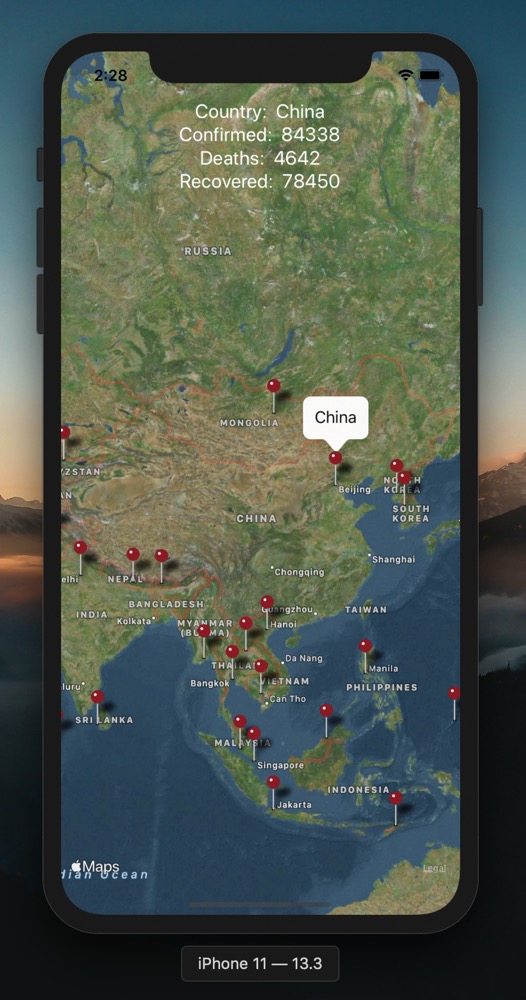 2:28
Country: China
Confirmed: 84338
Deaths: 4642
Recovered: 78450
RUSSIA
MONGOLIA
China
YZSTAN
Beijing
NORTH
KOREA
SOUTH
KOREA
CHINA
Shanghai
Chongqing
elhi
NEPAL
BANGLADESH
INDIA
Kolkata
Guangzhou
TAIWAN
MYANMAR
(BURMA)
Hanoi
THAILAND
Da Nang
Manila
Bangkok
VIETNAM
PHILIPPINES
luru
Can Tho
SRI LANKA
MALAYSIA
Singapore
INDONESIA
Jakarta
Maps
dian Ocean
Legal
iPhone 11 — 13.3